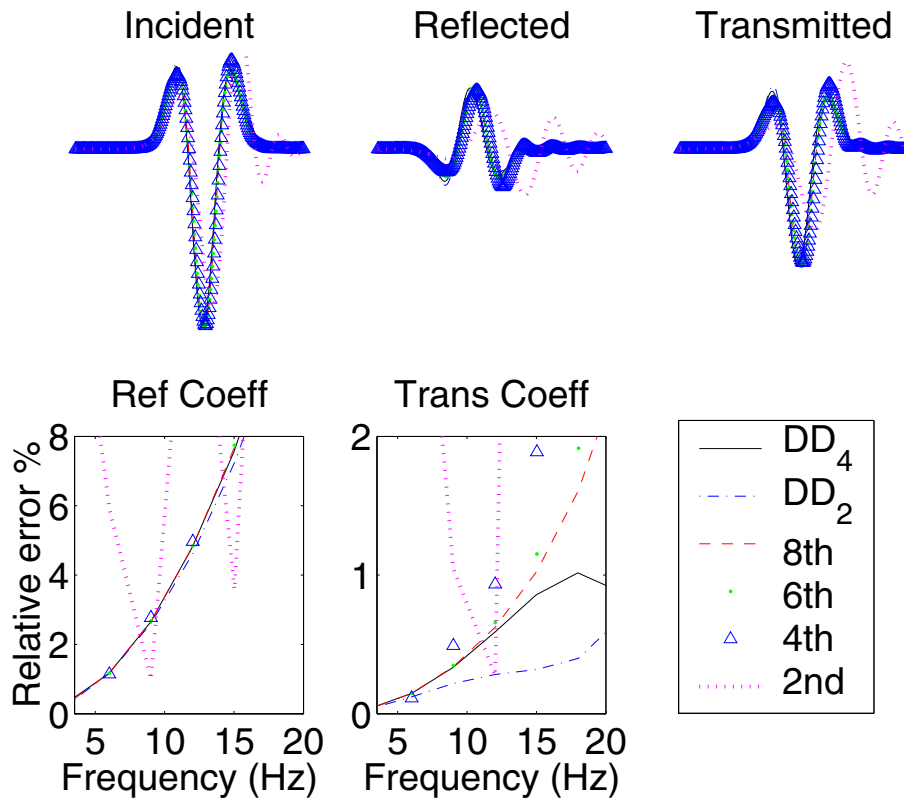 Incident
Reflected
Transmitted
Ref Coeff
Relative error %
8
6
4
2
0
5 10 15 20
Frequency (Hz)
Trans Coeff
2
1
0
5 10 15 20
Frequency (Hz)
DD4
DD2
8th
6th
4th
2nd